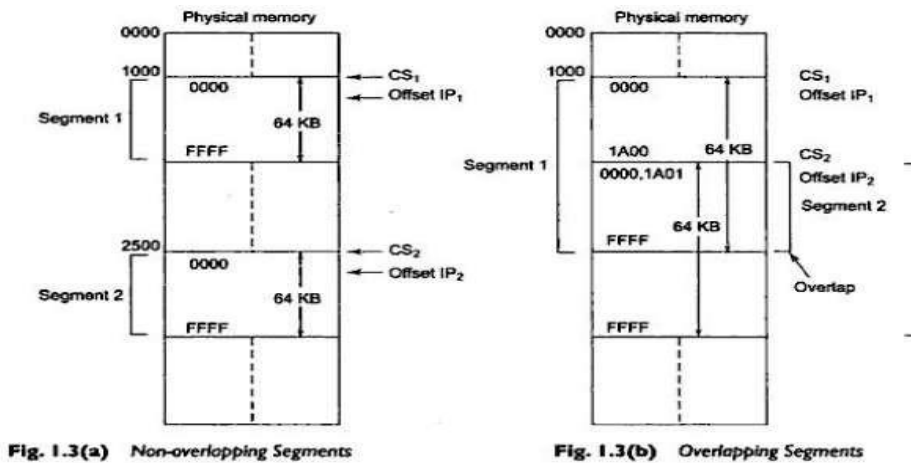 Physical memory
0000
1000
CS1
0000
Offset IP1
Segment 1
64 KB
FFFF
2500
CS2
0000
Offset IP2
Segment 2
64 KB
FFFF
Fig. 1.3(a) Non-overlapping Segments
Physical memory
0000
1000
CS1
0000
Offset IP1
64 KB
1A00
CS2
Segment 1
0000,1A01
Offset IP2
Segment 2
64 KB
FFFF
Overlap
FFFF
Fig. 1.3(b) Overlapping Segments